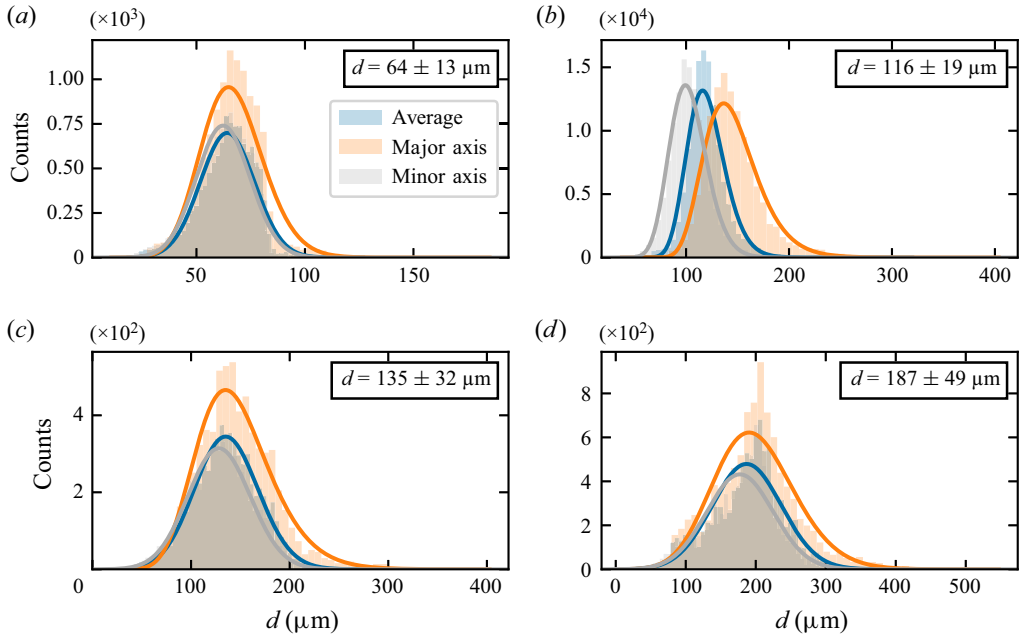 (a)
(×10³)
Counts
1.00
0.75
0.50
0.25
0
50
100
150
d = 64 ± 13 µm
Average
Major axis
Minor axis
(b)
(×10⁴)
1.5
1.0
0.5
0
100
200
300
400
d = 116 ± 19 µm
(c)
(×10²)
Counts
4
2
0
100
200
300
400
d (µm)
d = 135 ± 32 µm
(d)
(×10²)
8
6
4
2
0
0
100
200
300
400
500
d (µm)
d = 187 ± 49 µm